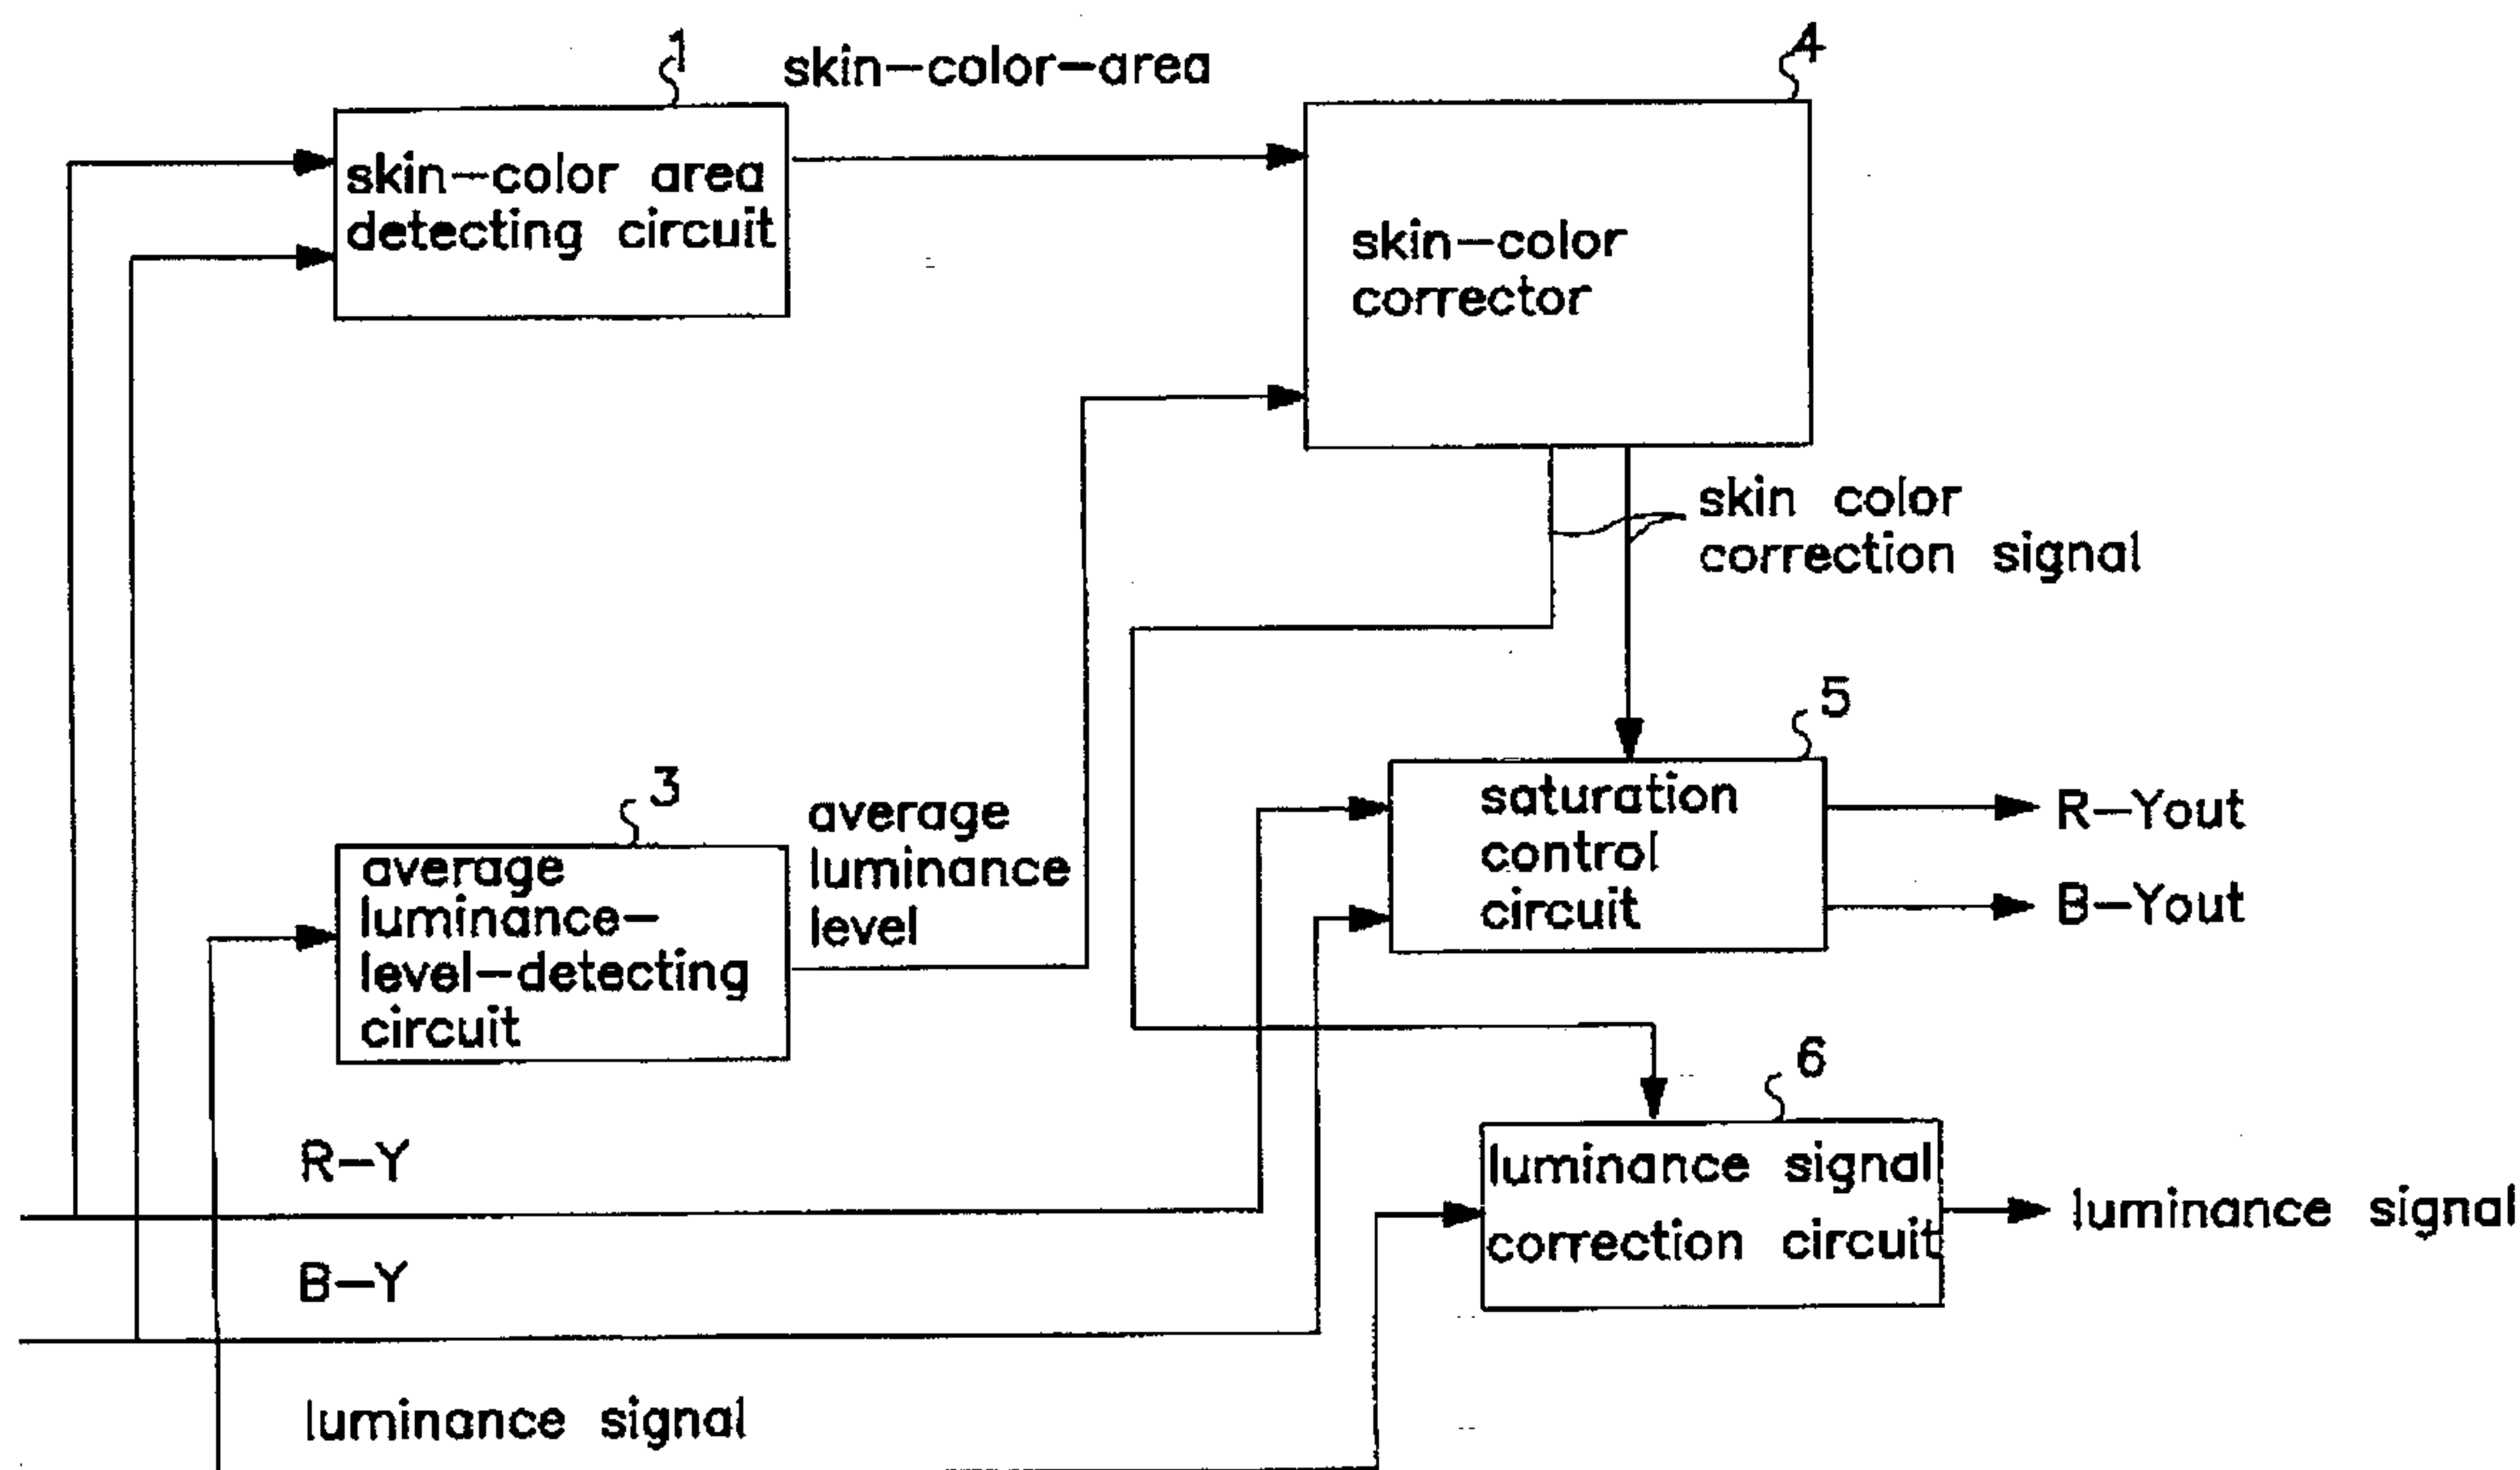 1
skin-color-area
4
skin-color area
detecting circuit
skin-color
corrector
skin color
correction signal
5
3
average
luminance
level
average
luminance-
level-detecting
circuit
saturation
control
circuit
R-Yout
B-Yout
6
R-Y
luminance signal
correction circuit
luminance signal
B-Y
luminance signal